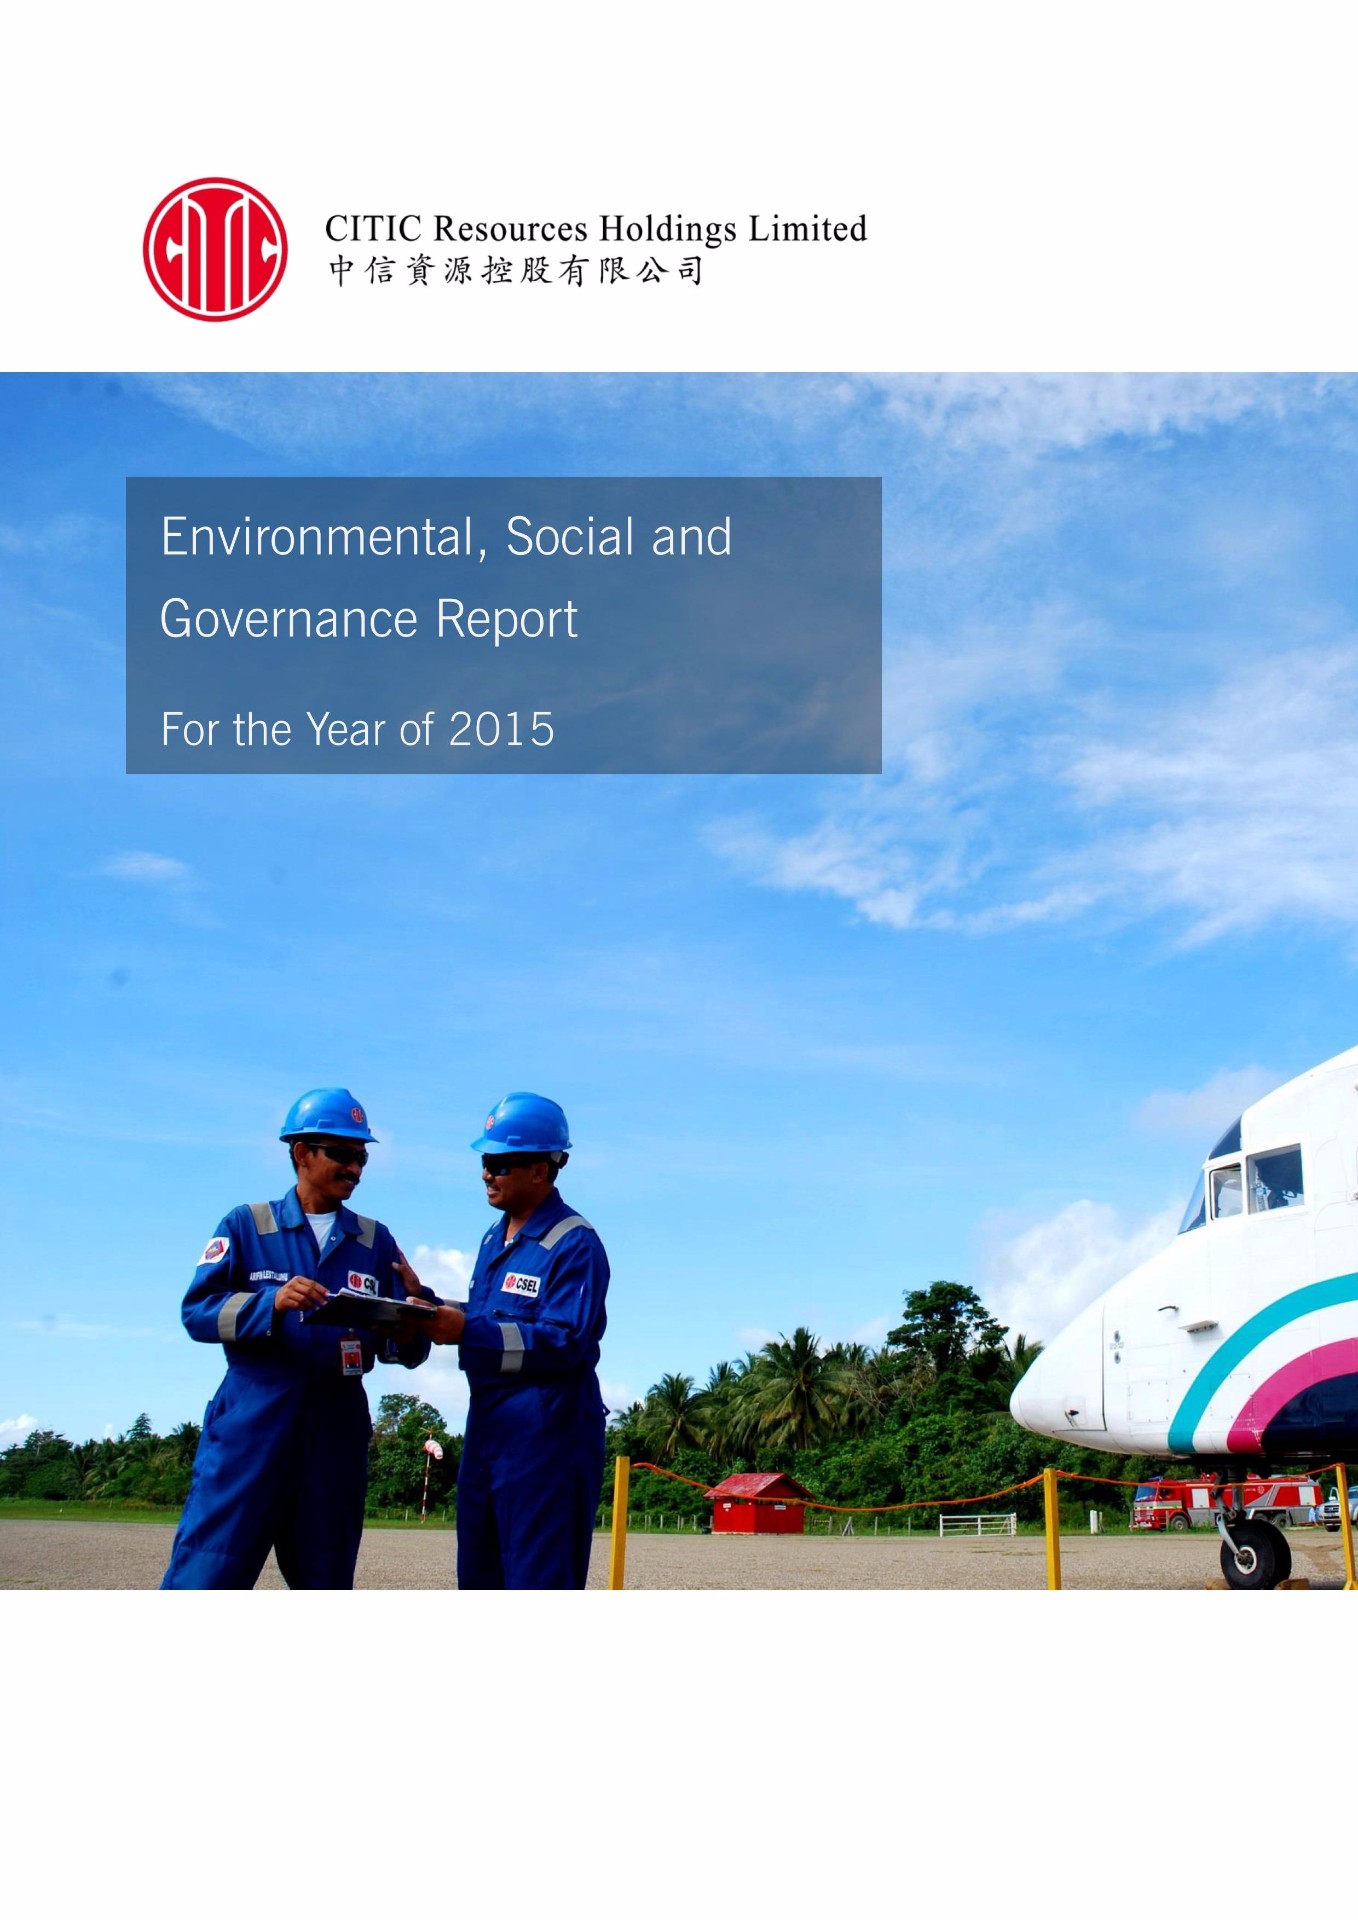 CITIC
CITIC Resources Holdings Limited
中信資源控股有限公司
Environmental, Social and
Governance Report
For the Year of 2015
CSEL